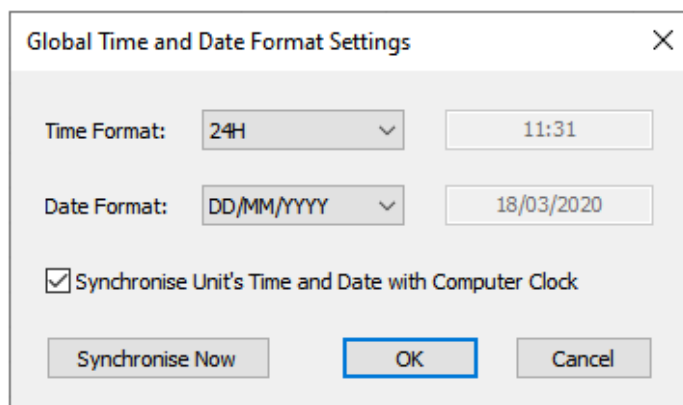 Global Time and Date Format Settings
Time Format: 24H 11:31
Date Format: DD/MM/YYYY 18/03/2020
Synchronise Unit's Time and Date with Computer Clock
Synchronise Now OK Cancel